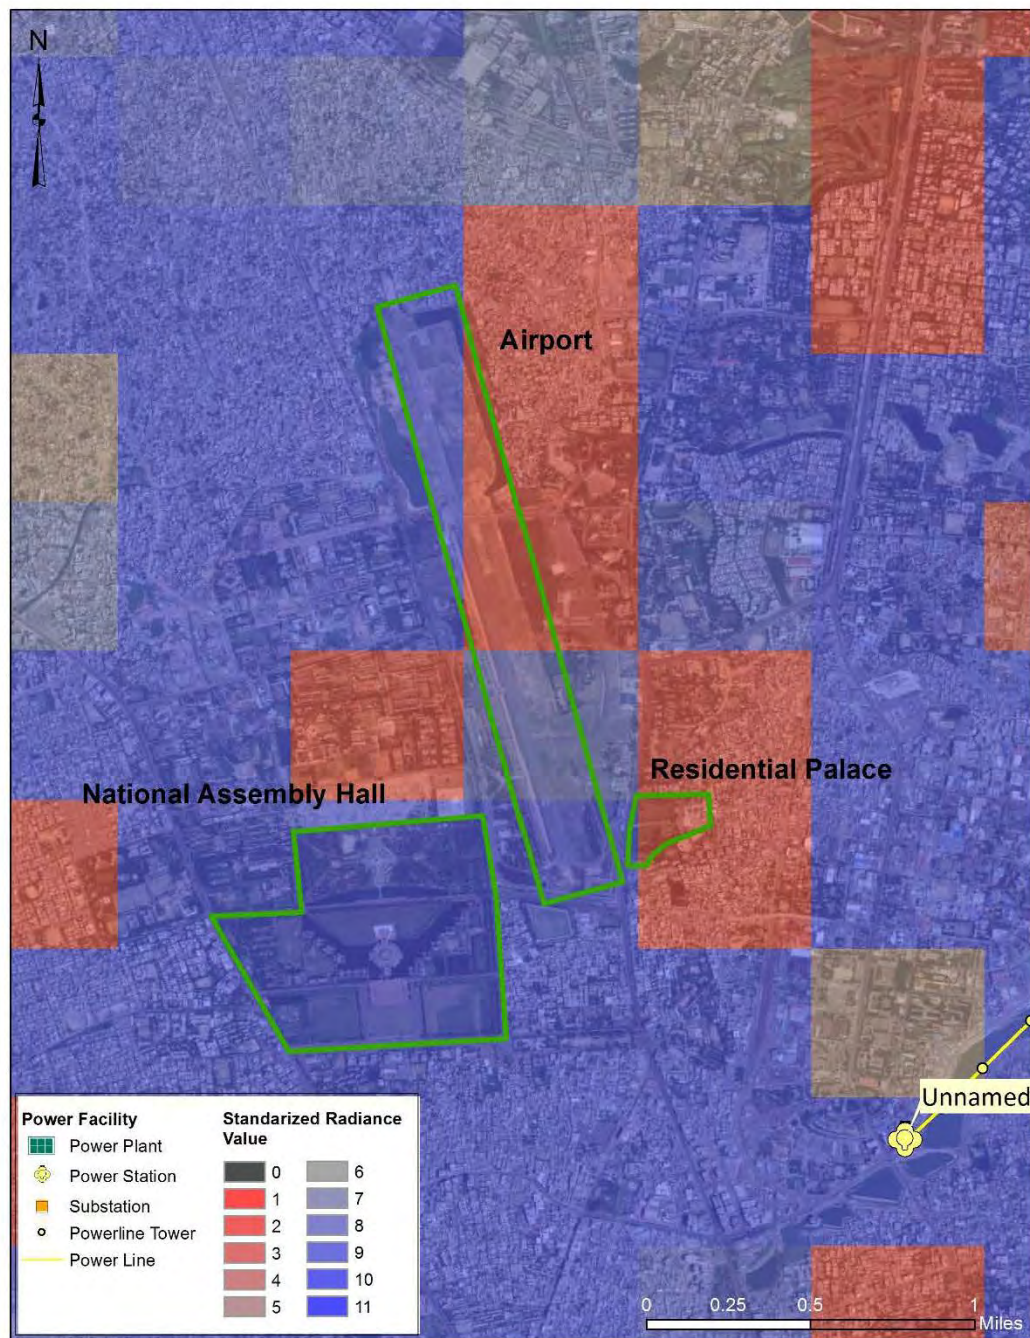 N
Airport
Residential Palace
National Assembly Hall
Unnamed
Power Facility
Power Plant
Power Station
Substation
Powerline Tower
Power Line
Standarized Radiance
Value
0
1
2
3
4
5
6
7
8
9
10
11
0 0.25 0.5 1
Miles